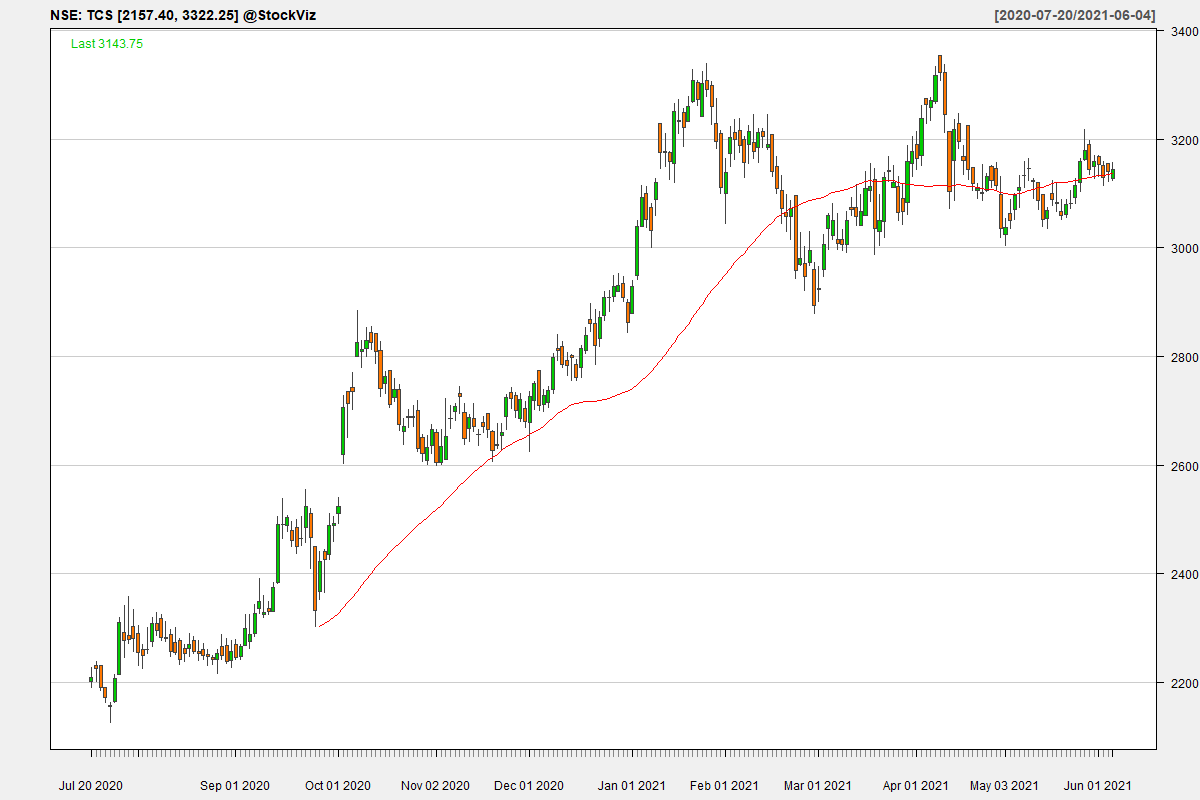 NSE: TCS [2157.40, 3322.25] @StockViz [2020-07-20/2021-06-04]
Last 3143.75
3400
3200
3000
2800
2600
2400
2200
Jul 20 2020 Sep 01 2020 Oct 01 2020 Nov 02 2020 Dec 01 2020 Jan 01 2021 Feb 01 2021 Mar 01 2021 Apr 01 2021 May 03 2021 Jun 01 2021